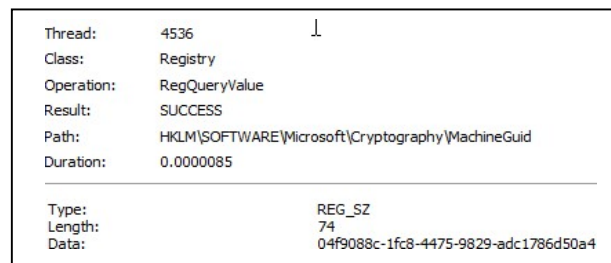 Thread: 4536
Class: Registry
Operation: RegQueryValue
Result: SUCCESS
Path: HKLM\SOFTWARE\Microsoft\Cryptography\MachineGuid
Duration: 0.0000085
Type: REG_SZ
Length: 74
Data: 04f9088c-1fc8-4475-9829-adc1786d50a4